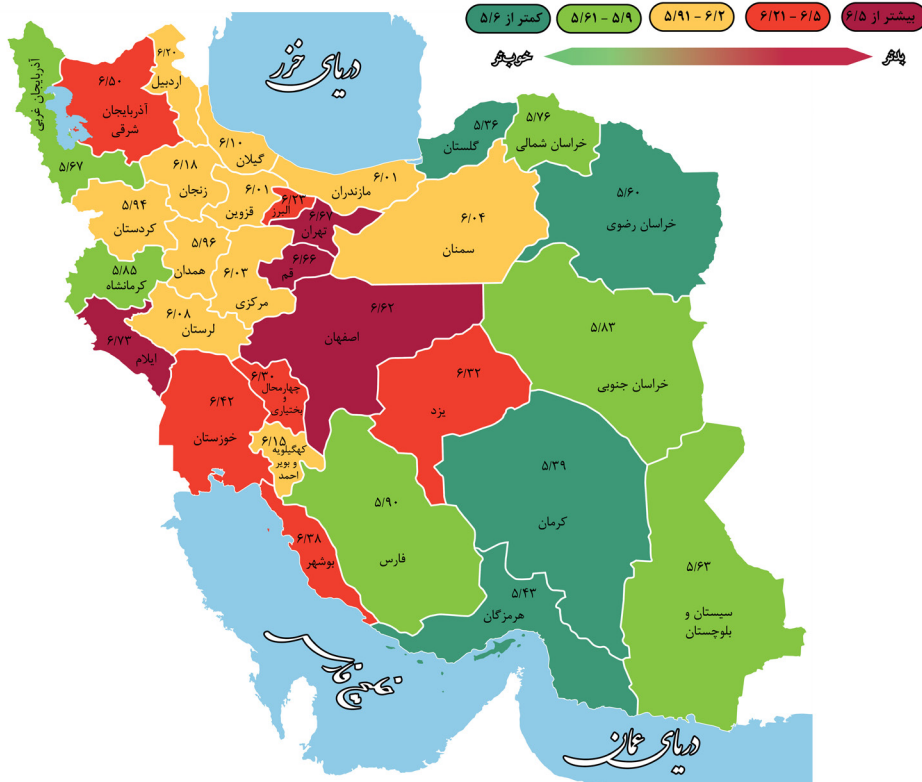 بیشتر از ۶/۵
۶/۲۱ - ۶/۵
۵/۹۱ - ۶/۲
۵/۶۱ - ۵/۹
کمتر از ۵/۶
بدتر
خوب‌تر
دریای خزر
آذربایجان غربی
۵/۶۷
۶/۵۰
آذربایجان
شرقی
۶/۲۰
اردبیل
۶/۱۰
گیلان
۶/۱۸
زنجان
۶/۰۱
قزوین
۶/۲۳
البرز
۶/۶۷
تهران
۶/۰۱
مازندران
۵/۳۶
گلستان
۵/۷۶
خراسان شمالی
۵/۶۰
خراسان رضوی
۶/۰۴
سمنان
۵/۹۴
کردستان
۵/۹۶
همدان
۶/۰۳
مرکزی
۶/۶۶
قم
۵/۸۵
کرمانشاه
۶/۰۸
لرستان
۶/۷۳
ایلام
۶/۶۲
اصفهان
۵/۸۳
خراسان جنوبی
۶/۴۲
خوزستان
۶/۳۰
چهارمحال
و
بختیاری
۶/۱۵
کهگیلویه
و بویر
احمد
۶/۳۲
یزد
۵/۳۹
کرمان
۵/۹۰
فارس
۶/۳۸
بوشهر
۵/۴۳
هرمزگان
۵/۶۳
سیستان و
بلوچستان
خلیج فارس
دریای عمان